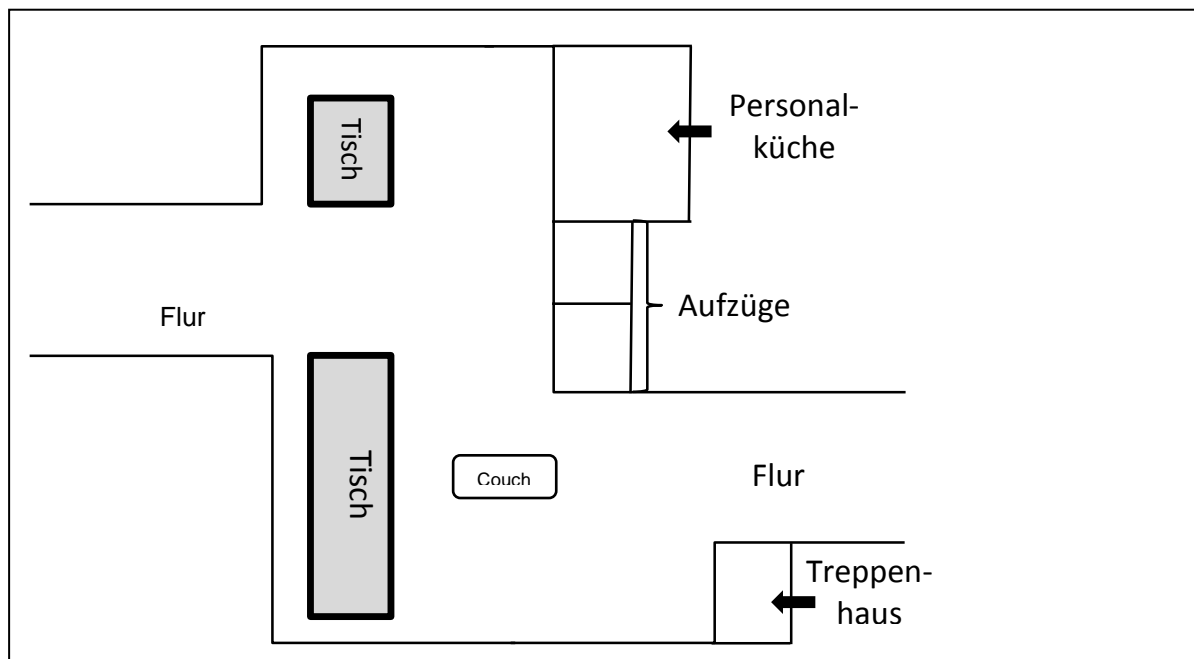 Personal-
küche
Tisch
Aufzüge
Flur
Tisch
Couch
Flur
Treppen-
haus